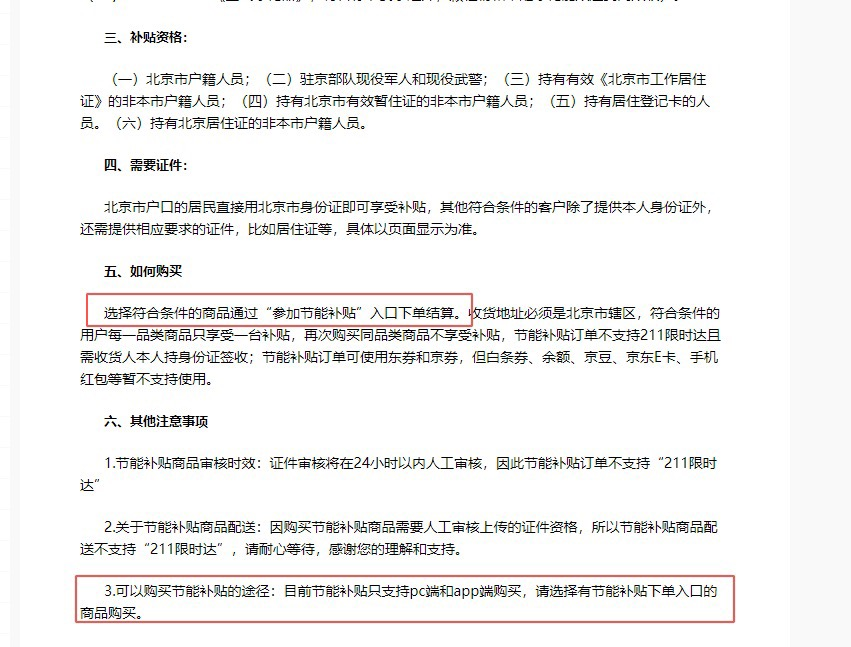 三、补贴资格：
（一）北京市户籍人员；（二）驻京部队现役军人和现役武警；（三）持有有效《北京市工作居住
证》的非本市户籍人员；（四）持有北京市有效暂住证的非本市户籍人员；（五）持有居住登记卡的人
员。（六）持有北京居住证的非本市户籍人员。
四、需要证件：
北京市户口的居民直接用北京市身份证即可享受补贴，其他符合条件的客户除了提供本人身份证外，
还需提供相应要求的证件，比如居住证等，具体以页面显示为准。
五、如何购买
选择符合条件的商品通过“参加节能补贴”入口下单结算。收货地址必须是北京市辖区，符合条件的
用户每一品类商品只享受一台补贴，再次购买同品类商品不享受补贴，节能补贴订单不支持211限时达且
需收货人本人持身份证签收；节能补贴订单可使用东券和京券，但白条券、余额、京豆、京东E卡、手机
红包等暂不支持使用。
六、其他注意事项
1.节能补贴商品审核时效：证件审核将在24小时以内人工审核，因此节能补贴订单不支持“211限时
达”
2.关于节能补贴商品配送：因购买节能补贴商品需要人工审核上传的证件资格，所以节能补贴商品配
送不支持“211限时达”，请耐心等待，感谢您的理解和支持。
3.可以购买节能补贴的途径：目前节能补贴只支持pc端和app端购买，请选择有节能补贴下单入口的
商品购买。